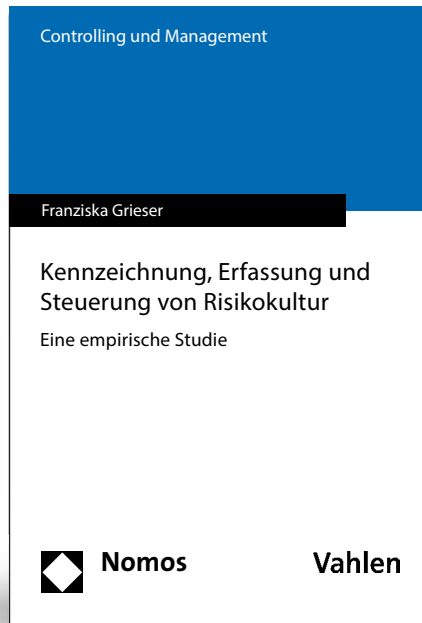 Controlling und Management
Franziska Grieser
Kennzeichnung, Erfassung und
Steuerung von Risikokultur
Eine empirische Studie
Nomos
Vahlen